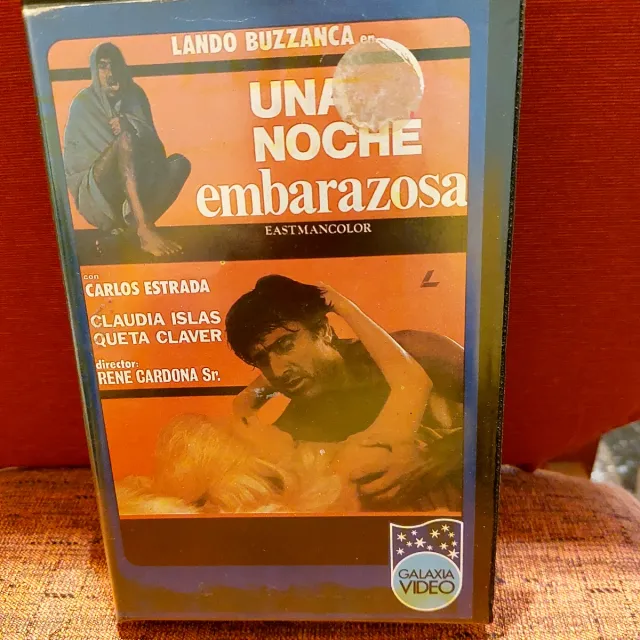 LANDO BUZZANCA en
UNA
NOCHE
embarazosa
EASTMANCOLOR
con
CARLOS ESTRADA
CLAUDIA ISLAS
QUETA CLAVER
director:
RENE CARDONA Sr.
L
GALAXIA
VIDEO